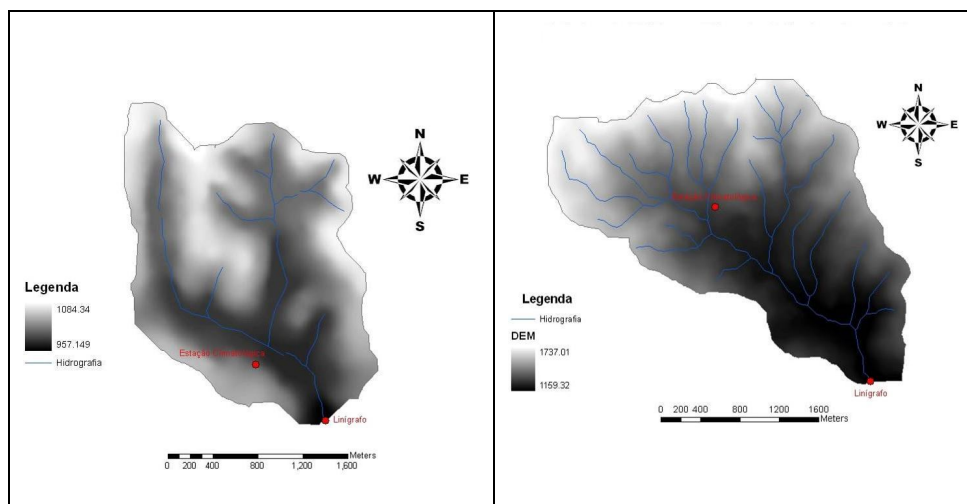 N
W E
S
Legenda
1084.34
957.149
Hidrografia
Estação Climatológica
Linígrafo
Meters
0 200 400 800 1,200 1,600
N
W E
S
Legenda
Hidrografia
DEM
1737.01
1159.32
Linígrafo
0 200 400 800 1200 1600
Meters